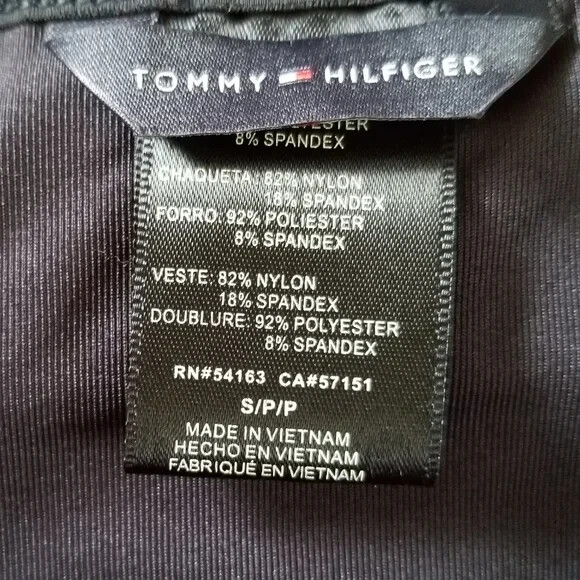 TOMMY HILFIGER
8% SPANDEX
CHAQUETA: 82% NYLON
18% SPANDEX
FORRO: 92% POLIESTER
8% SPANDEX
VESTE: 82% NYLON
18% SPANDEX
DOUBLURE: 92% POLYESTER
8% SPANDEX
RN#54163 CA#57151
S/P/P
MADE IN VIETNAM
HECHO EN VIETNAM
FABRIQUÉ EN VIETNAM